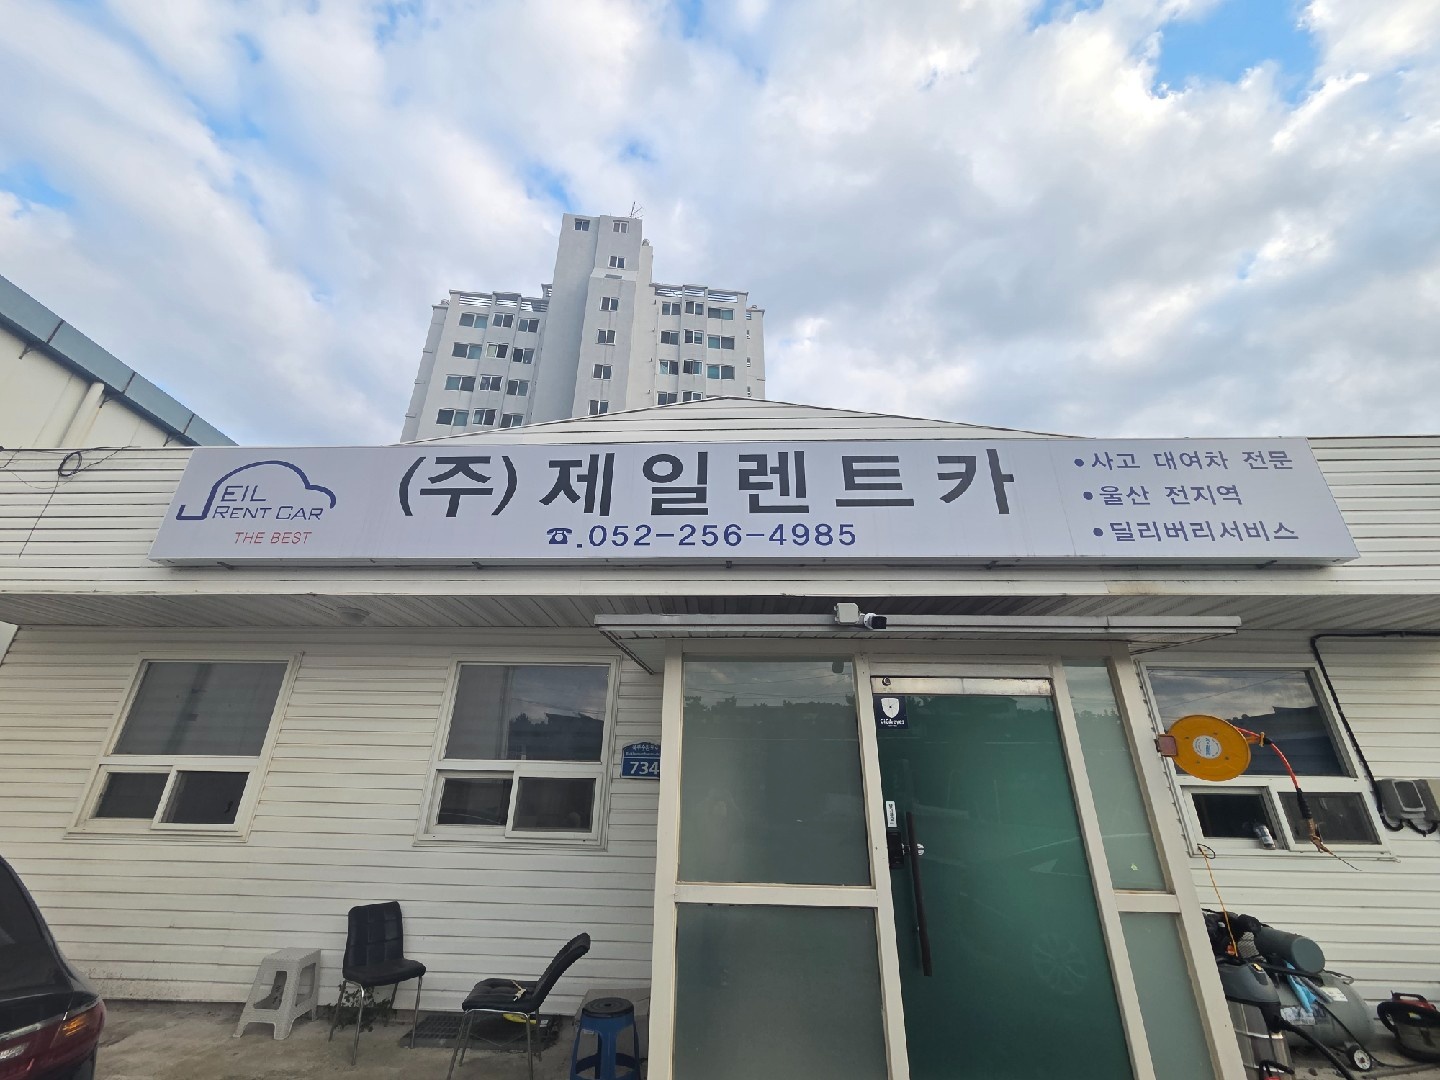 JEIL
RENT CAR
THE BEST
(주) 제일렌트카
☎.052-256-4985
•사고 대여차 전문
•울산 전지역
•딜리버리서비스
734